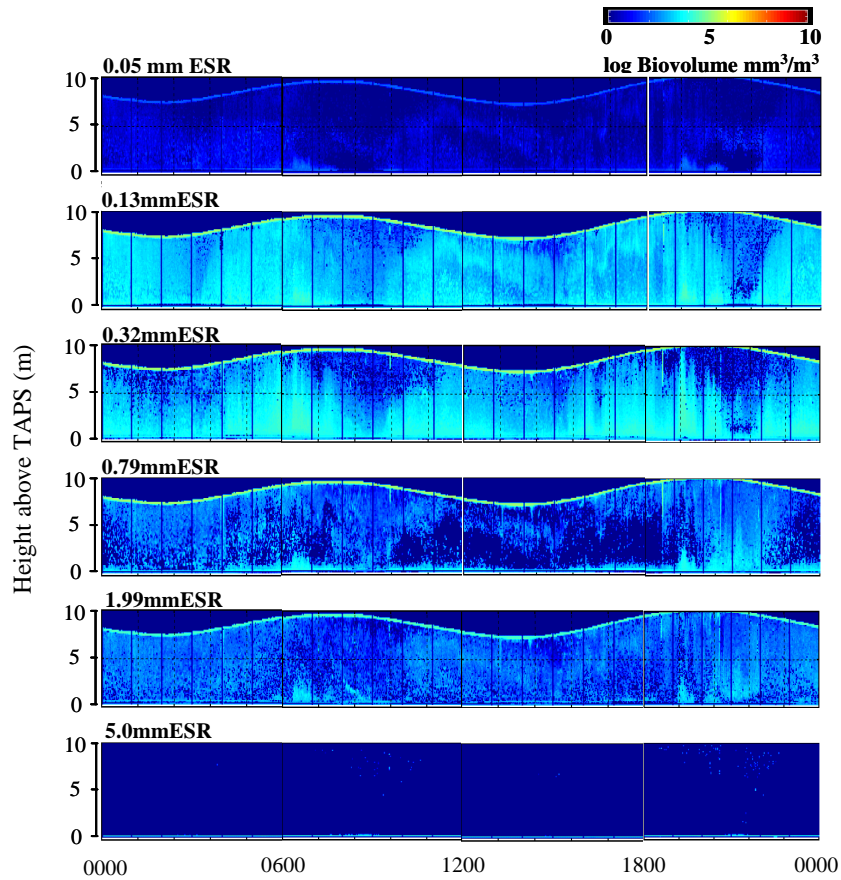 0 5 10
log Biovolume mm³/m³
0.05 mm ESR
10
5
0
0.13mmESR
10
5
0
0.32mmESR
10
5
0
0.79mmESR
10
5
0
1.99mmESR
10
5
0
5.0mmESR
10
5
0
Height above TAPS (m)
0000 0600 1200 1800 0000